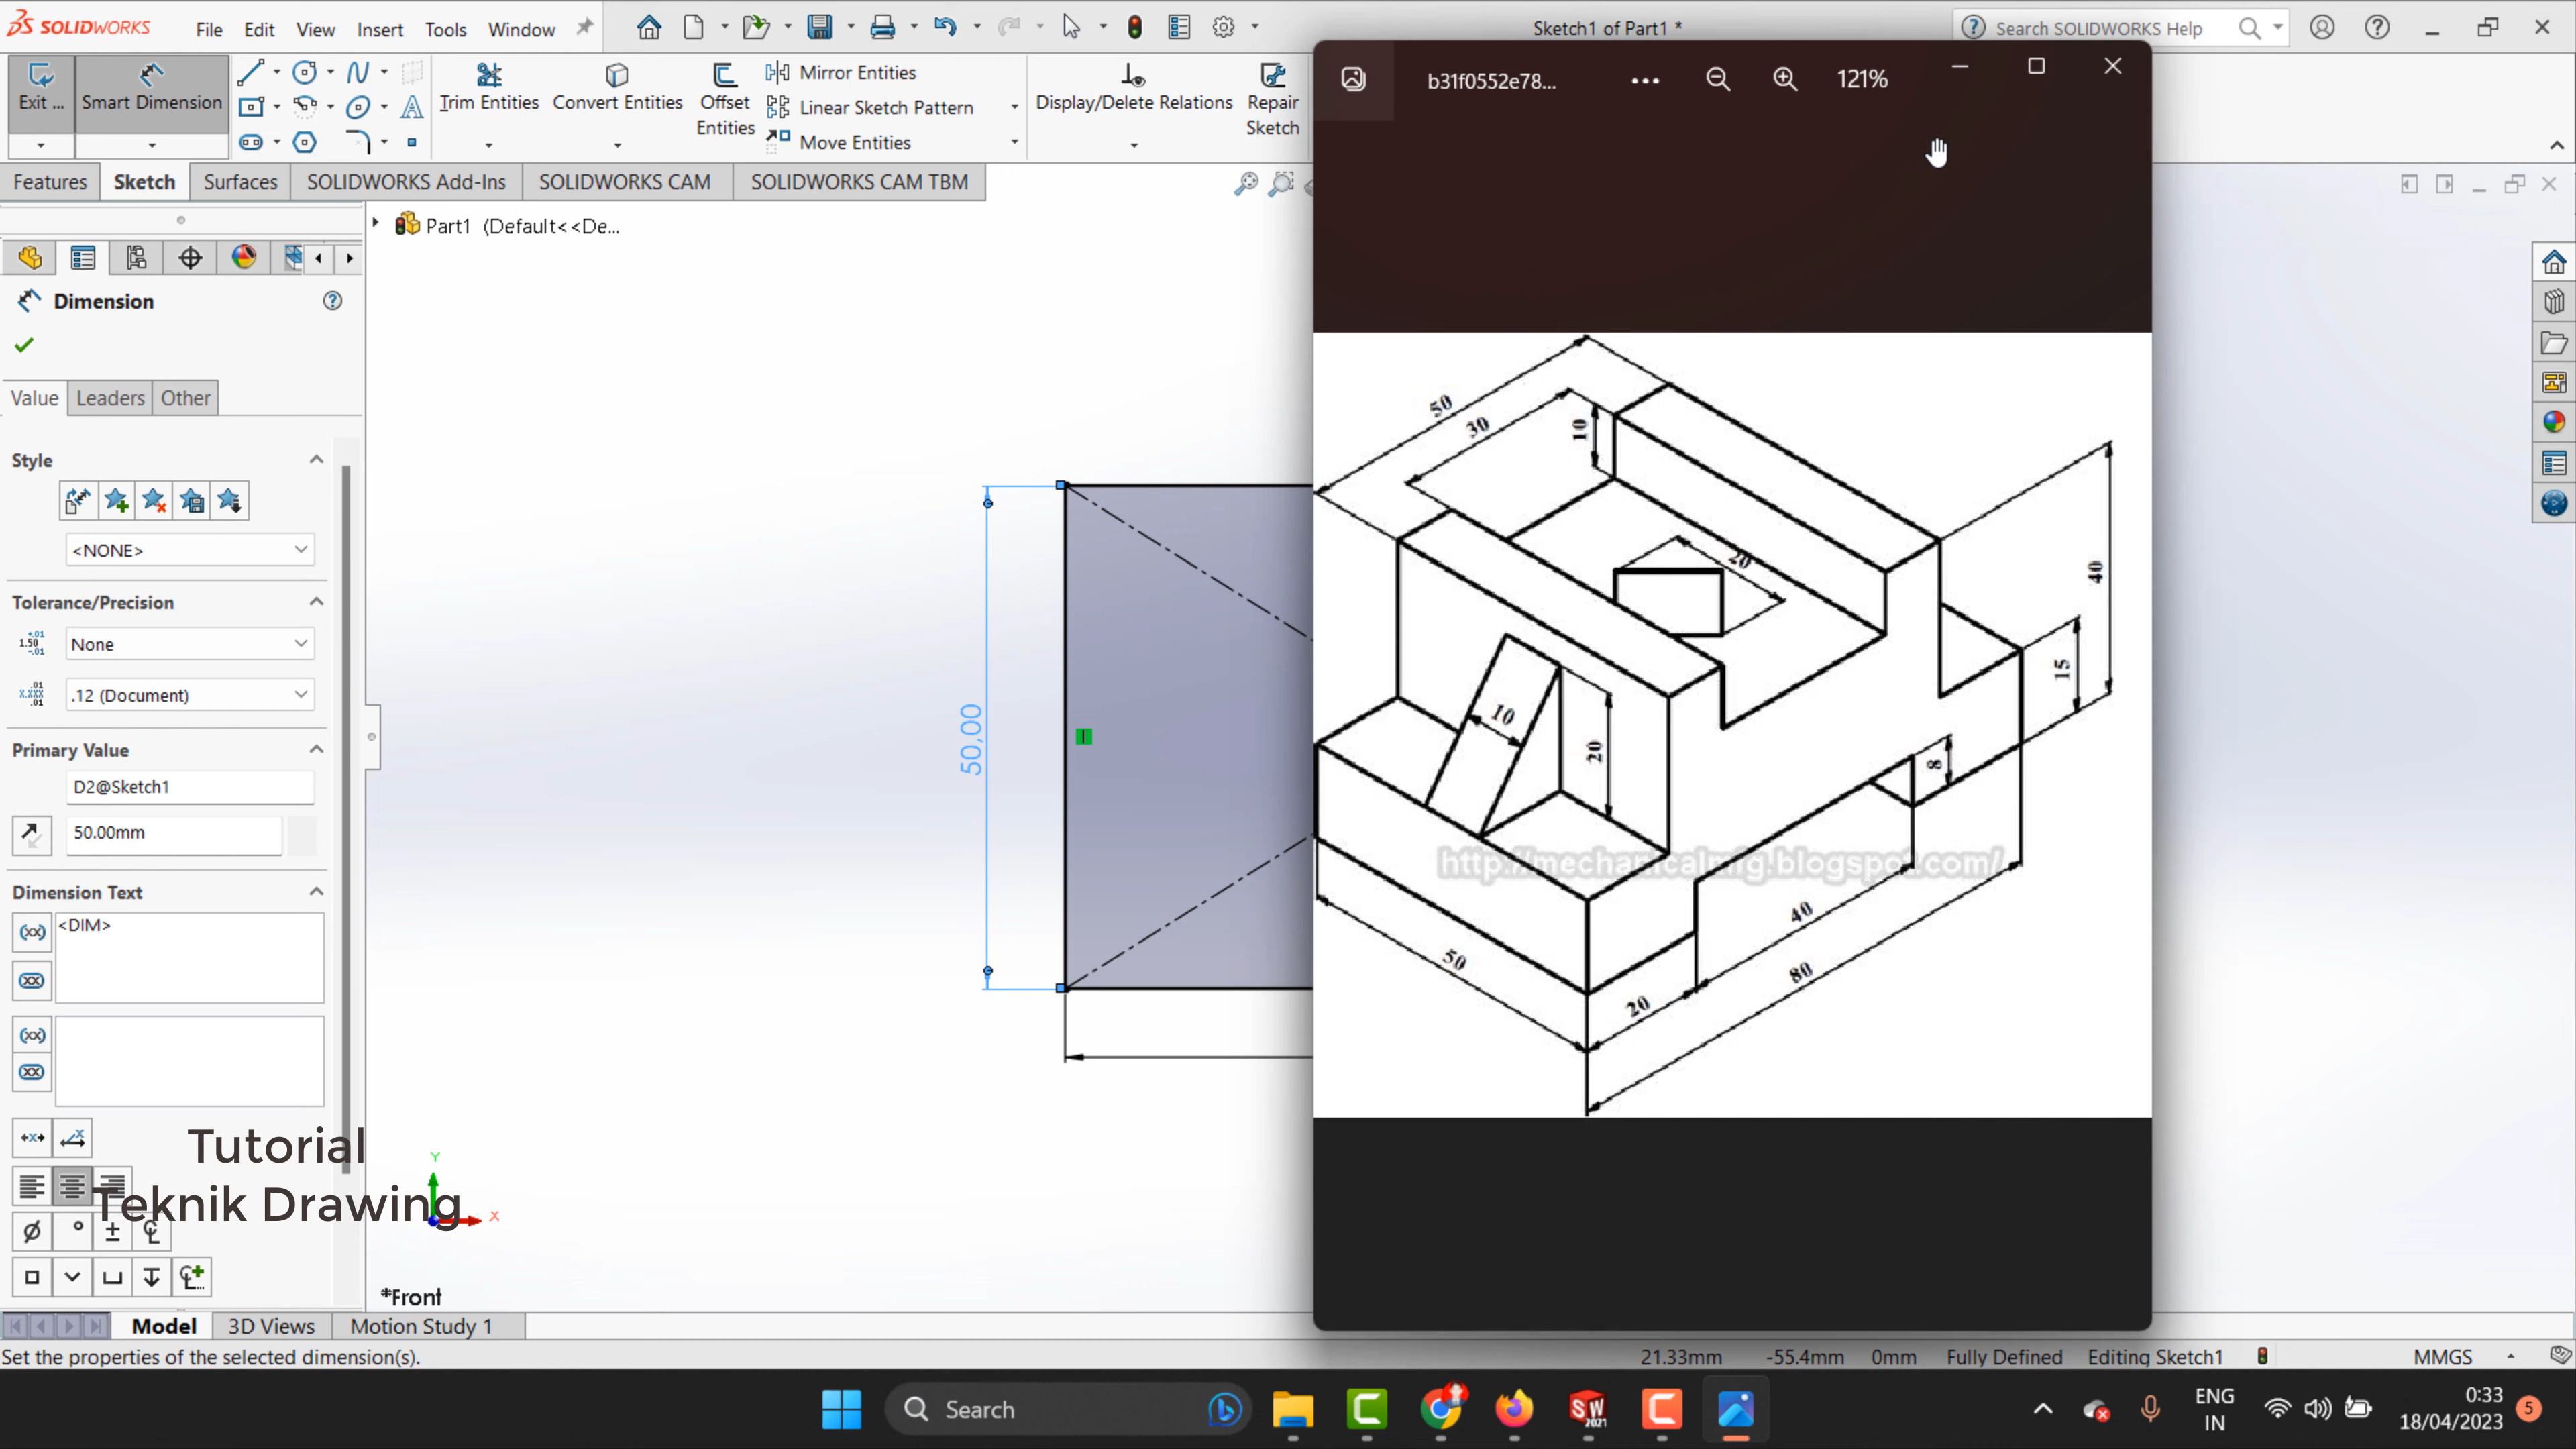 SOLIDWORKS File Edit View Insert Tools Window Sketch1 of Part1 * Search SOLIDWORKS Help
Exit ... Smart Dimension Trim Entities Convert Entities Offset Entities Mirror Entities Linear Sketch Pattern Move Entities Display/Delete Relations Repair Sketch
b31f0552e78... 121%
Features Sketch Surfaces SOLIDWORKS Add-Ins SOLIDWORKS CAM SOLIDWORKS CAM TBM
Part1 (Default<<De...
Dimension
Value Leaders Other
Style
<NONE>
Tolerance/Precision
None
.12 (Document)
Primary Value
D2@Sketch1
50.00mm
Dimension Text
<DIM>
Tutorial
Teknik Drawing
50,00
Y
X
*Front
50
30
10
20
40
15
10
20
8
http://mechanicalmfg.blogspot.com/
40
50
80
20
Model 3D Views Motion Study 1
Set the properties of the selected dimension(s). 21.33mm -55.4mm 0mm Fully Defined Editing Sketch1 MMGS
Search
SW
2021
ENG
IN
0:33
18/04/2023
5